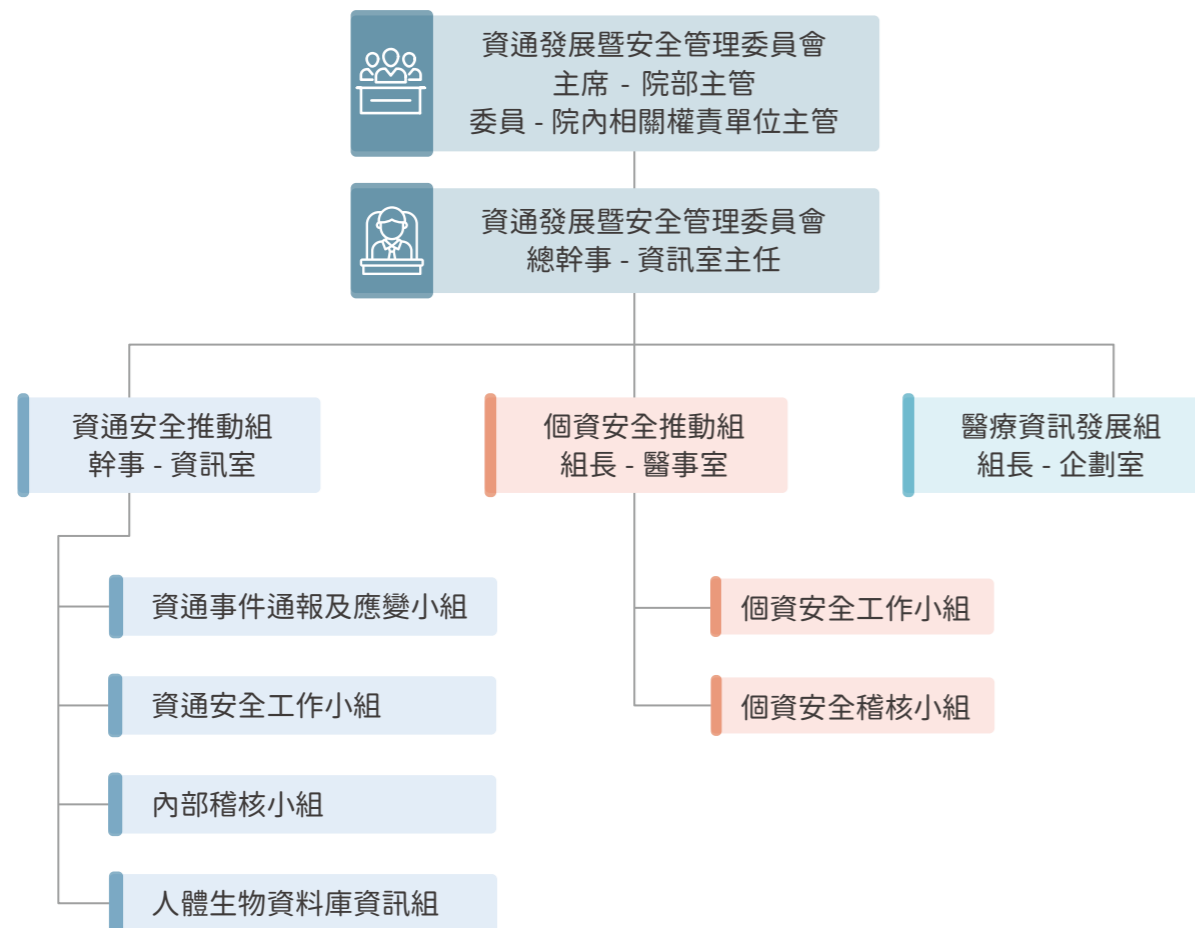 資通發展暨安全管理委員會
主席 - 院部主管
委員 - 院內相關權責單位主管
資通發展暨安全管理委員會
總幹事 - 資訊室主任
資通安全推動組
幹事 - 資訊室
個資安全推動組
組長 - 醫事室
醫療資訊發展組
組長 - 企劃室
資通事件通報及應變小組
資通安全工作小組
內部稽核小組
人體生物資料庫資訊組
個資安全工作小組
個資安全稽核小組